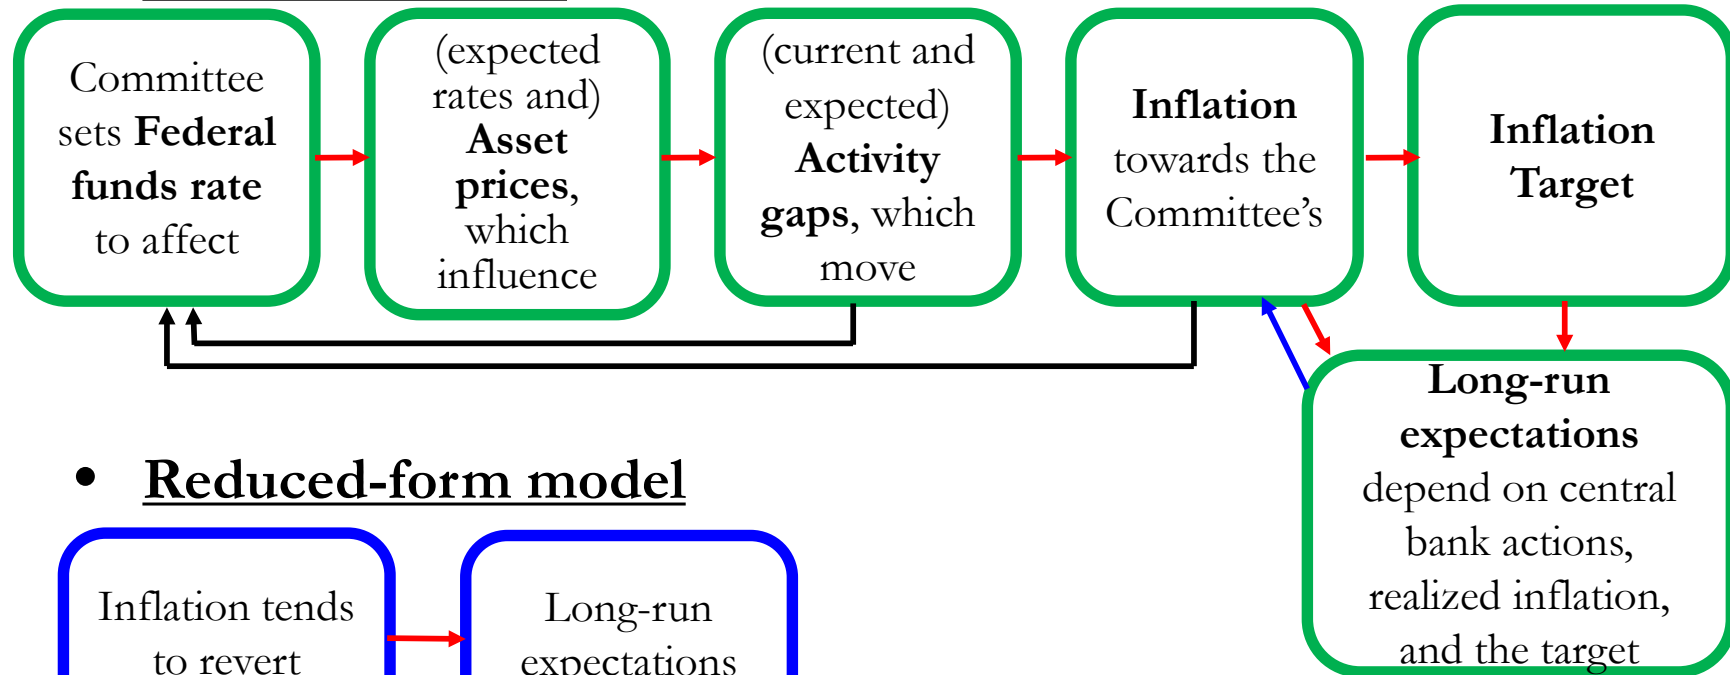 Committee
sets Federal
funds rate
to affect
(expected
rates and)
Asset
prices,
which
influence
(current and
expected)
Activity
gaps, which
move
Inflation
towards the
Committee’s
Inflation
Target
Long-run
expectations
depend on central
bank actions,
realized inflation,
and the target
• Reduced-form model
Inflation tends
to revert
Long-run
expectations